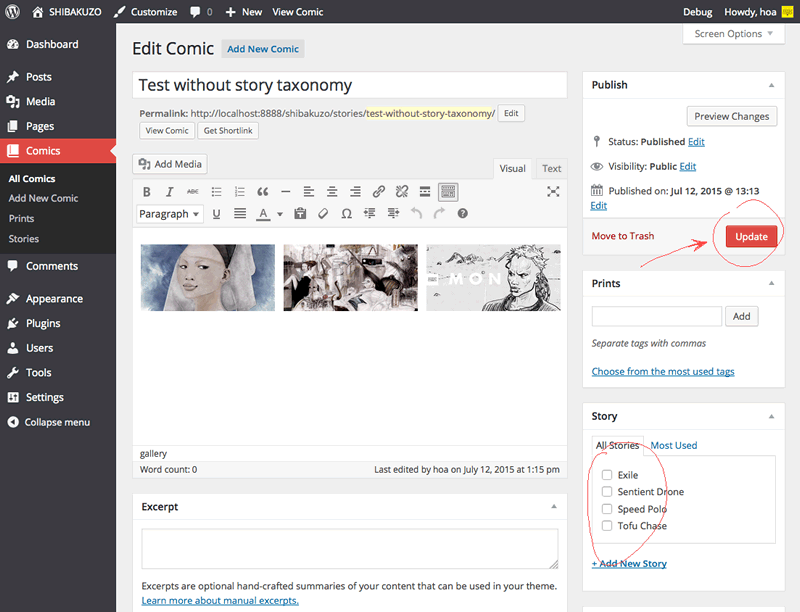 SHIBAKUZO Customize 0 New View Comic Debug Howdy, hoa
Screen Options
Dashboard
Posts
Media
Pages
Comics
All Comics
Add New Comic
Prints
Stories
Comments
Appearance
Plugins
Users
Tools
Settings
Collapse menu
Edit Comic Add New Comic
Test without story taxonomy
Permalink: http://localhost:8888/shibakuzo/stories/test-without-story-taxonomy/ Edit
View Comic Get Shortlink
Add Media
Visual Text
B I ABC
Paragraph U A Ω
MON
gallery
Word count: 0 Last edited by hoa on July 12, 2015 at 1:15 pm
Excerpt
Excerpts are optional hand-crafted summaries of your content that can be used in your theme.
Learn more about manual excerpts.
Publish
Preview Changes
Status: Published Edit
Visibility: Public Edit
Published on: Jul 12, 2015 @ 13:13
Edit
Move to Trash Update
Prints
Add
Separate tags with commas
Choose from the most used tags
Story
All Stories Most Used
Exile
Sentient Drone
Speed Polo
Tofu Chase
+ Add New Story